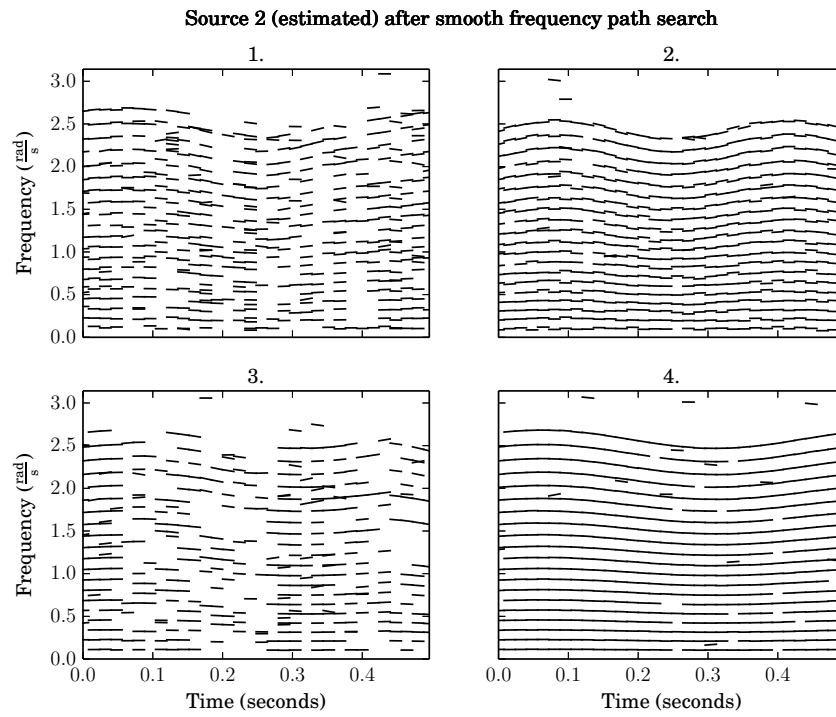 Source 2 (estimated) after smooth frequency path search
1.
2.
3.0
2.5
2.0
1.5
1.0
0.5
0.0
Frequency (rad/s)
3.
4.
3.0
2.5
2.0
1.5
1.0
0.5
0.0
Frequency (rad/s)
0.0 0.1 0.2 0.3 0.4
0.0 0.1 0.2 0.3 0.4
Time (seconds)
Time (seconds)